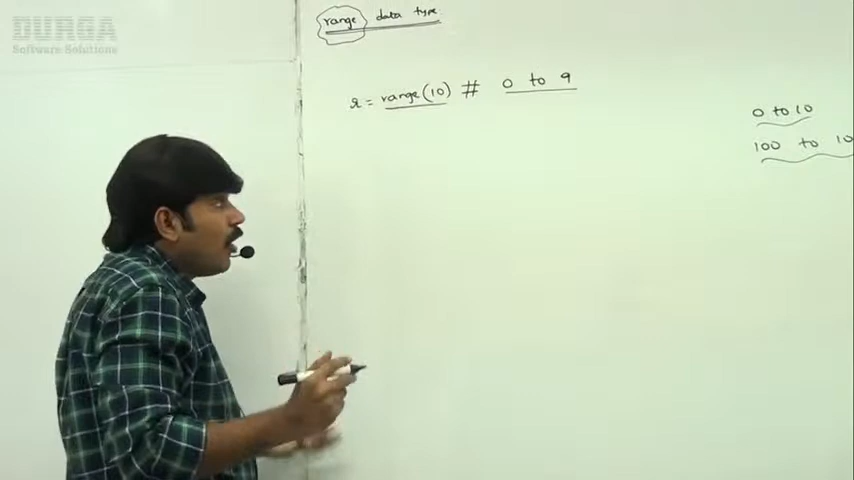 DURGA
Software Solutions
range data type
r = range(10) # 0 to 9
0 to 10
100 to 10